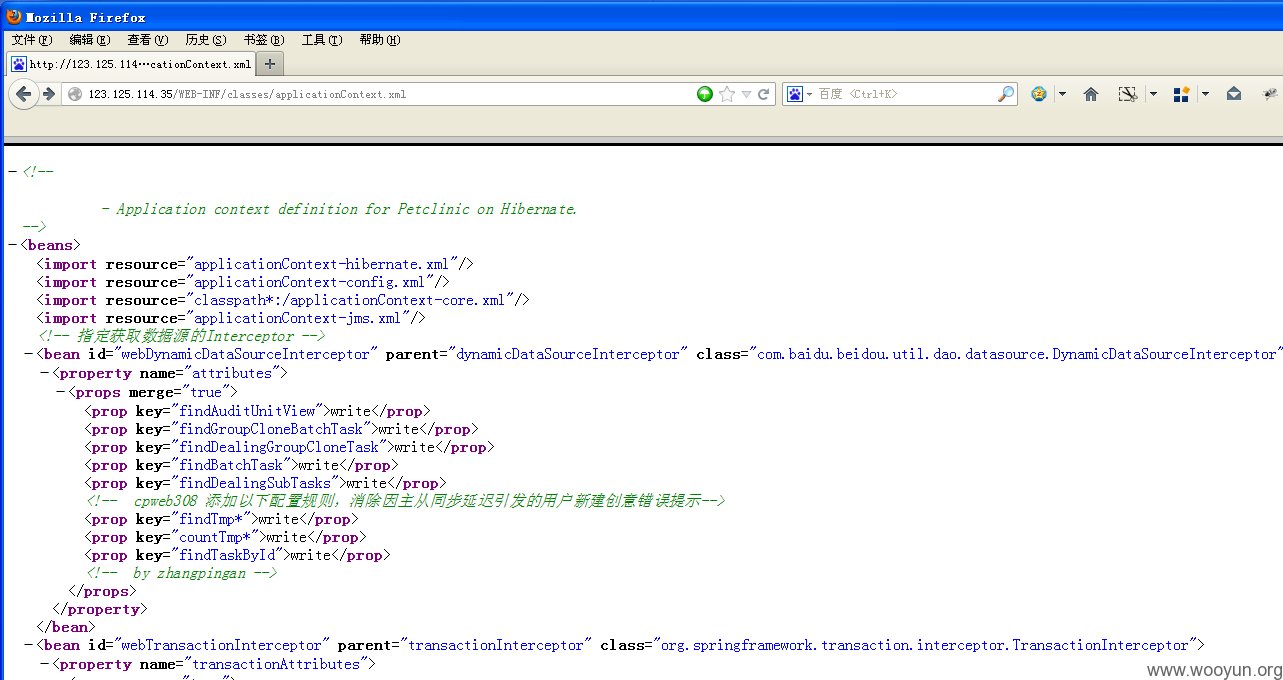 Mozilla Firefox
文件(F) 编辑(E) 查看(V) 历史(S) 书签(B) 工具(T) 帮助(H)
http://123.125.114···cationContext.xml
123.125.114.35/WEB-INF/classes/applicationContext.xml 百度 <Ctrl+K>
- <!--
- Application context definition for Petclinic on Hibernate.
-->
- <beans>
<import resource="applicationContext-hibernate.xml"/>
<import resource="applicationContext-config.xml"/>
<import resource="classpath*:/applicationContext-core.xml"/>
<import resource="applicationContext-jms.xml"/>
<!-- 指定获取数据源的Interceptor -->
- <bean id="webDynamicDataSourceInterceptor" parent="dynamicDataSourceInterceptor" class="com.baidu.beidou.util.dao.datasource.DynamicDataSourceInterceptor"
- <property name="attributes">
- <props merge="true">
<prop key="findAuditUnitView">write</prop>
<prop key="findGroupCloneBatchTask">write</prop>
<prop key="findDealingGroupCloneTask">write</prop>
<prop key="findBatchTask">write</prop>
<prop key="findDealingSubTasks">write</prop>
<!-- cpweb308 添加以下配置规则，消除因主从同步延迟引发的用户新建创意错误提示-->
<prop key="findTmp*">write</prop>
<prop key="countTmp*">write</prop>
<prop key="findTaskById">write</prop>
<!-- by zhangpingan -->
</props>
</property>
</bean>
- <bean id="webTransactionInterceptor" parent="transactionInterceptor" class="org.springframework.transaction.interceptor.TransactionInterceptor">
- <property name="transactionAttributes">
www.wooyun.org